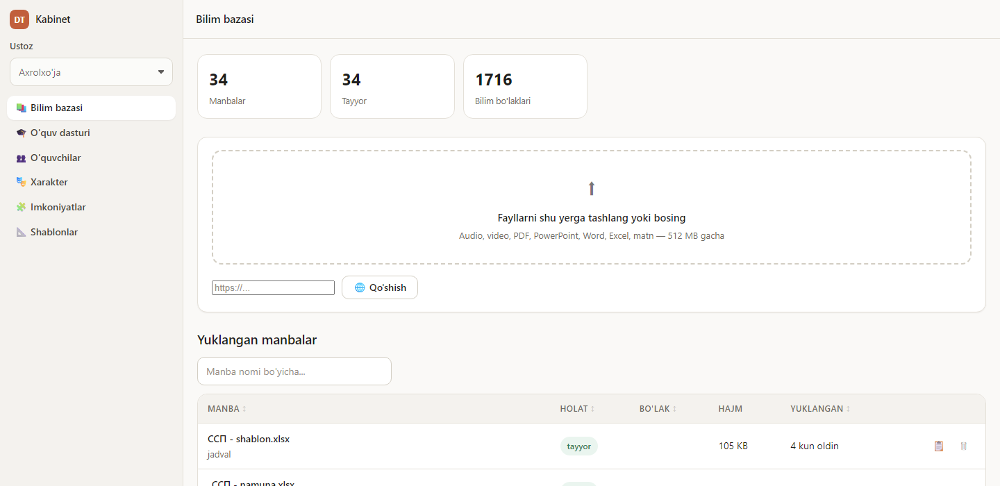 DT Kabinet
Ustoz
Axrolxo'ja
Bilim bazasi
O'quv dasturi
O'quvchilar
Xarakter
Imkoniyatlar
Shablonlar
Bilim bazasi
34
Manbalar
34
Tayyor
1716
Bilim bo'laklari
Fayllarni shu yerga tashlang yoki bosing
Audio, video, PDF, PowerPoint, Word, Excel, matn — 512 MB gacha
https://...
Qo'shish
Yuklangan manbalar
Manba nomi bo'yicha...
MANBA HOLAT BO'LAK HAJM YUKLANGAN
ССП - shablon.xlsx
jadval
tayyor
105 KB
4 kun oldin
ССП - namuna.xlsx